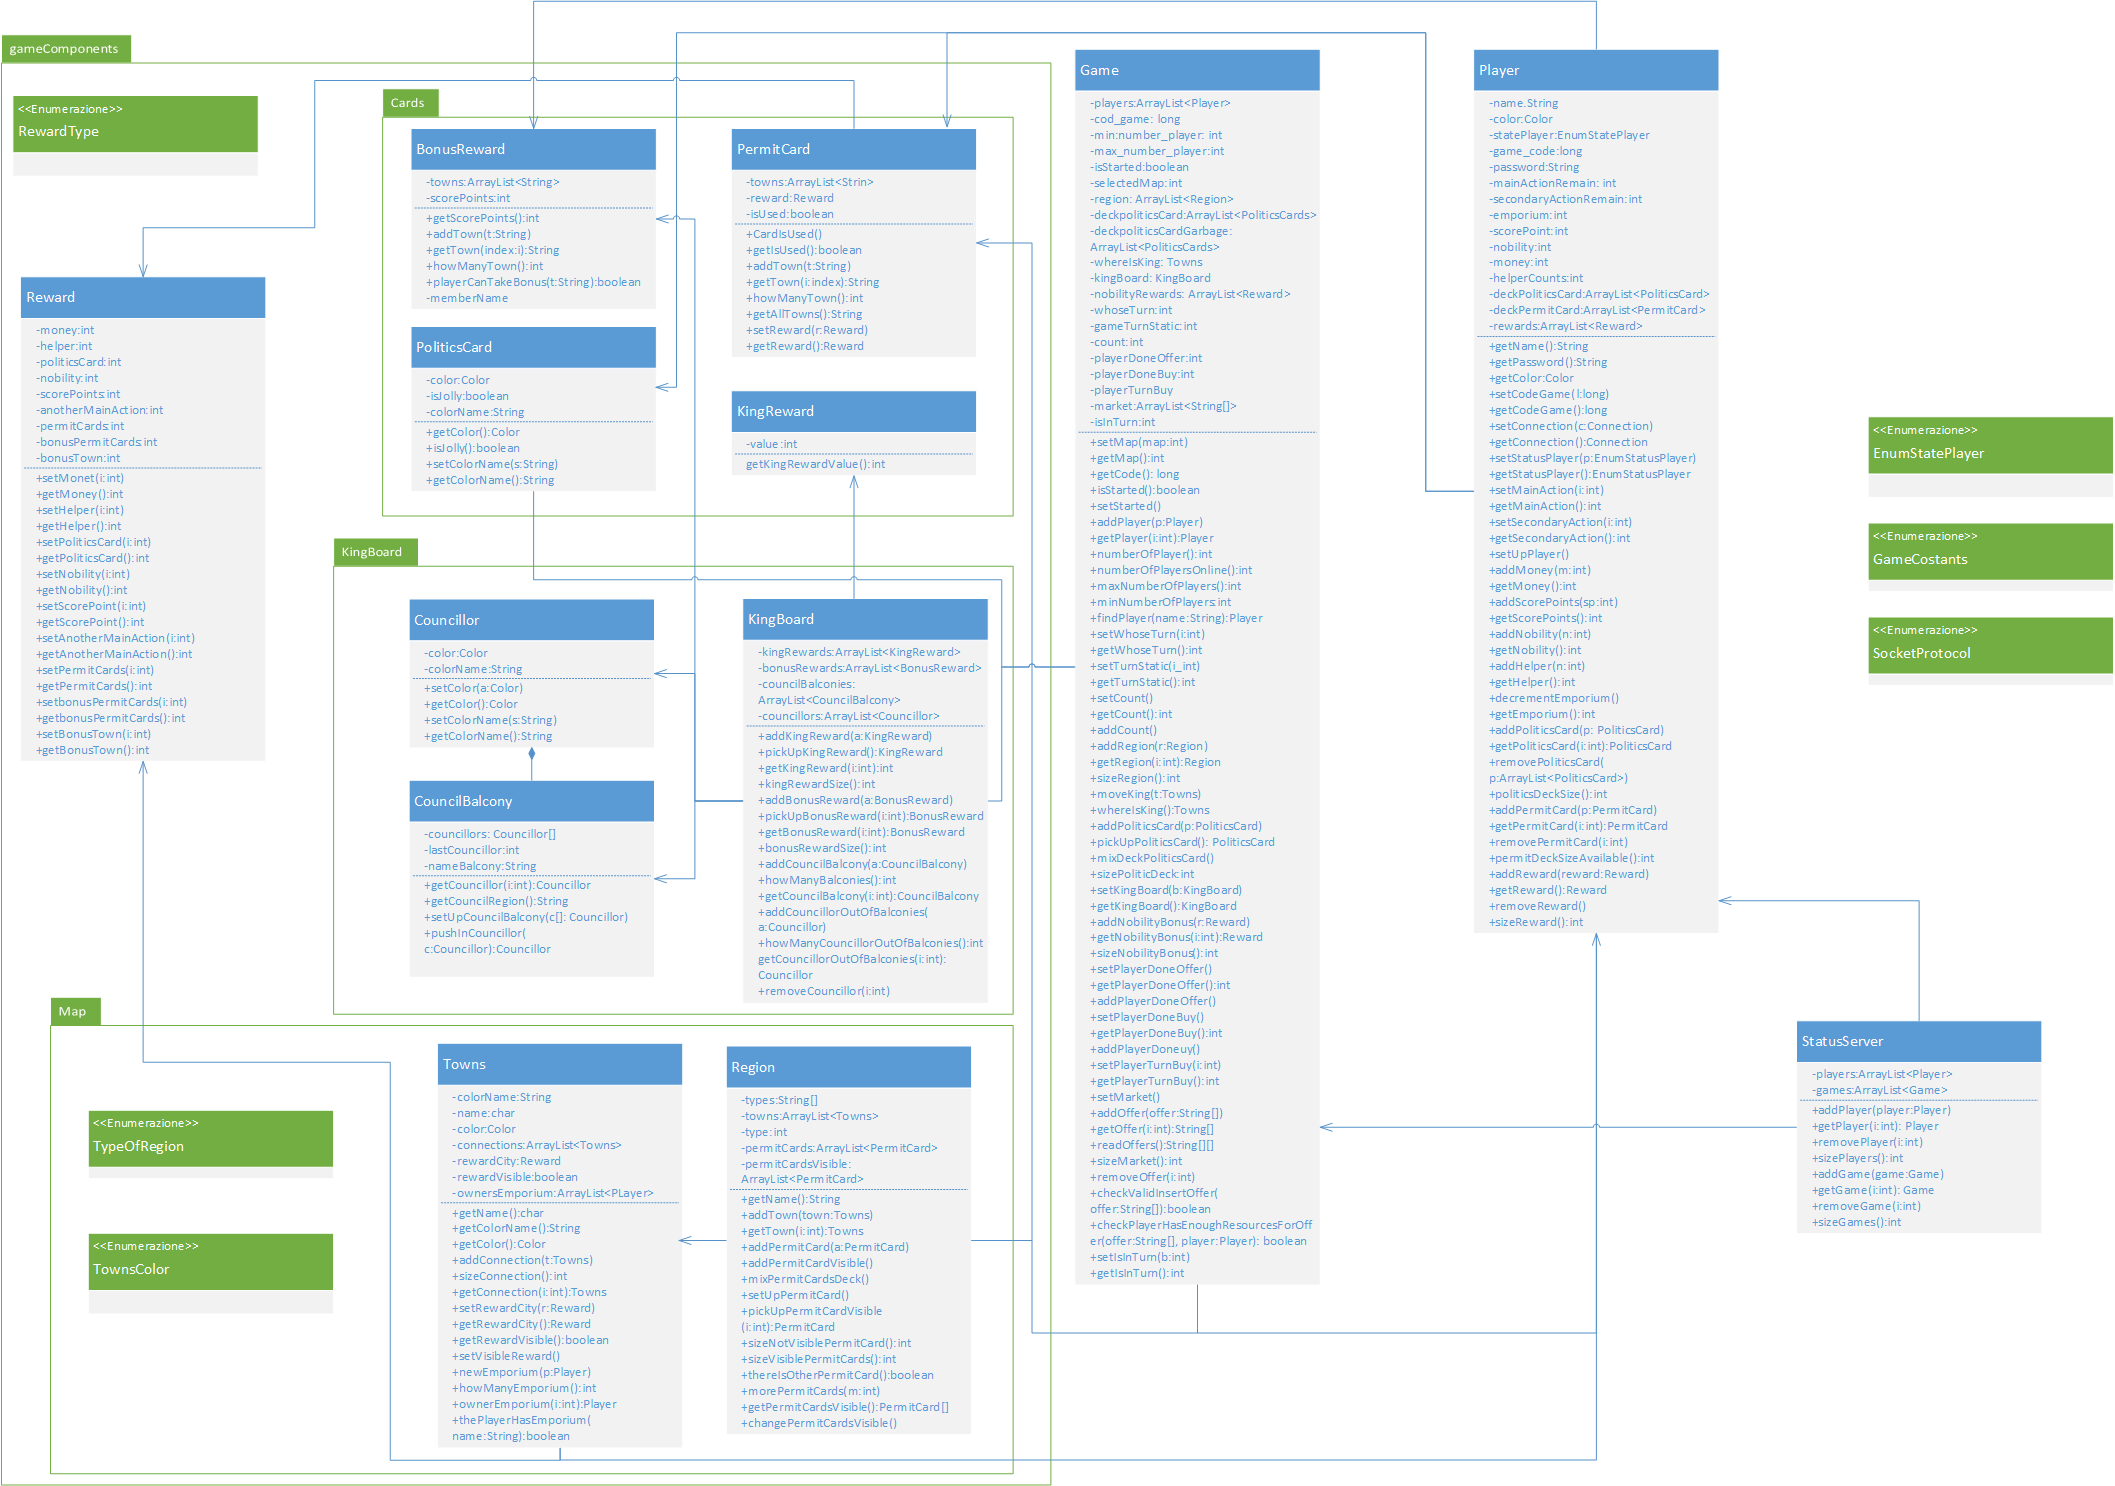 gameComponents
<<Enumerazione>>
RewardType
Reward
-money:int
-helper:int
-politicsCard:int
-nobility:int
-scorePoints:int
-anotherMainAction:int
-permitCards:int
-bonusPermitCards:int
-bonusTown:int
+setMonet(i:int)
+getMoney():int
+setHelper(i:int)
+getHelper():int
+setPoliticsCard(i:int)
+getPoliticsCard():int
+setNobility(i:int)
+getNobility():int
+setScorePoint(i:int)
+getScorePoint():int
+setAnotherMainAction(i:int)
+getAnotherMainAction():int
+setPermitCards(i:int)
+getPermitCards():int
+setbonusPermitCards(i:int)
+getbonusPermitCards():int
+setBonusTown(i:int)
+getBonusTown():int
Cards
BonusReward
-towns:ArrayList<String>
-scorePoints:int
+getScorePoints():int
+addTown(t:String)
+getTown(index:i):String
+howManyTown():int
+playerCanTakeBonus(t:String):boolean
-memberName
PoliticsCard
-color:Color
-isJolly:boolean
-colorName:String
+getColor():Color
+isJolly():boolean
+setColorName(s:String)
+getColorName():String
PermitCard
-towns:ArrayList<Strin>
-reward:Reward
-isUsed:boolean
+CardIsUsed()
+getIsUsed():boolean
+addTown(t:String)
+getTown(i:index):String
+howManyTown():int
+getAllTowns():String
+setReward(r:Reward)
+getReward():Reward
KingReward
-value:int
getKingRewardValue():int
KingBoard
Councillor
-color:Color
-colorName:String
+setColor(a:Color)
+getColor():Color
+setColorName(s:String)
+getColorName():String
CouncilBalcony
-councillors: Councillor[]
-lastCouncillor:int
-nameBalcony:String
+getCouncillor(i:int):Councillor
+getCouncilRegion():String
+setUpCouncilBalcony(c[]: Councillor)
+pushInCouncillor(
c:Councillor):Councillor
KingBoard
-kingRewards:ArrayList<KingReward>
-bonusRewards:ArrayList<BonusReward>
-councilBalconies:
ArrayList<CouncilBalcony>
-councillors:ArrayList<Councillor>
+addKingReward(a:KingReward)
+pickUpKingReward():KingReward
+getKingReward(i:int):int
+kingRewardSize():int
+addBonusReward(a:BonusReward)
+pickUpBonusReward(i:int):BonusReward
+getBonusReward(i:int):BonusReward
+bonusRewardSize():int
+addCouncilBalcony(a:CouncilBalcony)
+howManyBalconies():int
+getCouncilBalcony(i:int):CouncilBalcony
+addCouncillorOutOfBalconies(
a:Councillor)
+howManyCouncillorOutOfBalconies():int
getCouncillorOutOfBalconies(i:int):
Councillor
+removeCouncillor(i:int)
Map
<<Enumerazione>>
TypeOfRegion
<<Enumerazione>>
TownsColor
Towns
-colorName:String
-name:char
-color:Color
-connections:ArrayList<Towns>
-rewardCity:Reward
-rewardVisible:boolean
-ownersEmporium:ArrayList<PLayer>
+getName():char
+getColorName():String
+getColor():Color
+addConnection(t:Towns)
+sizeConnection():int
+getConnection(i:int):Towns
+setRewardCity(r:Reward)
+getRewardCity():Reward
+getRewardVisible():boolean
+setVisibleReward()
+newEmporium(p:Player)
+howManyEmporium():int
+ownerEmporium(i:int):Player
+thePlayerHasEmporium(
name:String):boolean
Region
-types:String[]
-towns:ArrayList<Towns>
-type:int
-permitCards:ArrayList<PermitCard>
-permitCardsVisible:
ArrayList<PermitCard>
+getName():String
+addTown(town:Towns)
+getTown(i:int):Towns
+addPermitCard(a:PermitCard)
+addPermitCardVisible()
+mixPermitCardsDeck()
+setUpPermitCard()
+pickUpPermitCardVisible
(i:int):PermitCard
+sizeNotVisiblePermitCard():int
+sizeVisiblePermitCards():int
+thereIsOtherPermitCard():boolean
+morePermitCards(m:int)
+getPermitCardsVisible():PermitCard[]
+changePermitCardsVisible()
Game
-players:ArrayList<Player>
-cod_game: long
-min:number_player: int
-max_number_player:int
-isStarted:boolean
-selectedMap:int
-region: ArrayList<Region>
-deckpoliticsCard:ArrayList<PoliticsCards>
-deckpoliticsCardGarbage:
ArrayList<PoliticsCards>
-whereIsKing: Towns
-kingBoard: KingBoard
-nobilityRewards: ArrayList<Reward>
-whoseTurn:int
-gameTurnStatic:int
-count:int
-playerDoneOffer:int
-playerDoneBuy:int
-playerTurnBuy
-market:ArrayList<String[]>
-isInTurn:int
+setMap(map:int)
+getMap():int
+getCode(): long
+isStarted():boolean
+setStarted()
+addPlayer(p:Player)
+getPlayer(i:int):Player
+numberOfPlayer():int
+numberOfPlayersOnline():int
+maxNumberOfPlayers():int
+minNumberOfPlayers:int
+findPlayer(name:String):Player
+setWhoseTurn(i:int)
+getWhoseTurn():int
+setTurnStatic(i_int)
+getTurnStatic():int
+setCount()
+getCount():int
+addCount()
+addRegion(r:Region)
+getRegion(i:int):Region
+sizeRegion():int
+moveKing(t:Towns)
+whereIsKing():Towns
+addPoliticsCard(p:PoliticsCard)
+pickUpPoliticsCard(): PoliticsCard
+mixDeckPoliticsCard()
+sizePoliticDeck:int
+setKingBoard(b:KingBoard)
+getKingBoard():KingBoard
+addNobilityBonus(r:Reward)
+getNobilityBonus(i:int):Reward
+sizeNobilityBonus():int
+setPlayerDoneOffer()
+getPlayerDoneOffer():int
+addPlayerDoneOffer()
+setPlayerDoneBuy()
+getPlayerDoneBuy():int
+addPlayerDoneuy()
+setPlayerTurnBuy(i:int)
+getPlayerTurnBuy():int
+setMarket()
+addOffer(offer:String[])
+getOffer(i:int):String[]
+readOffers():String[][]
+sizeMarket():int
+removeOffer(i:int)
+checkValidInsertOffer(
offer:String[]):boolean
+checkPlayerHasEnoughResourcesForOff
er(offer:String[], player:Player): boolean
+setIsInTurn(b:int)
+getIsInTurn():int
Player
-name.String
-color:Color
-statePlayer:EnumStatePlayer
-game_code:long
-password:String
-mainActionRemain: int
-secondaryActionRemain:int
-emporium:int
-scorePoint:int
-nobility:int
-money:int
-helperCounts:int
-deckPoliticsCard:ArrayList<PoliticsCard>
-deckPermitCard:ArrayList<PermitCard>
-rewards:ArrayList<Reward>
+getName():String
+getPassword():String
+getColor:Color
+setCodeGame(l:long)
+getCodeGame():long
+setConnection(c:Connection)
+getConnection():Connection
+setStatusPlayer(p:EnumStatusPlayer)
+getStatusPlayer():EnumStatusPlayer
+setMainAction(i:int)
+getMainAction():int
+setSecondaryAction(i:int)
+getSecondaryAction():int
+setUpPlayer()
+addMoney(m:int)
+getMoney():int
+addScorePoints(sp:int)
+getScorePoints():int
+addNobility(n:int)
+getNobility():int
+addHelper(n:int)
+getHelper():int
+decrementEmporium()
+getEmporium():int
+addPoliticsCard(p: PoliticsCard)
+getPoliticsCard(i:int):PoliticsCard
+removePoliticsCard(
p:ArrayList<PoliticsCard>)
+politicsDeckSize():int
+addPermitCard(p:PermitCard)
+getPermitCard(i:int):PermitCard
+removePermitCard(i:int)
+permitDeckSizeAvailable():int
+addReward(reward:Reward)
+getReward():Reward
+removeReward()
+sizeReward():int
<<Enumerazione>>
EnumStatePlayer
<<Enumerazione>>
GameCostants
<<Enumerazione>>
SocketProtocol
StatusServer
-players:ArrayList<Player>
-games:ArrayList<Game>
+addPlayer(player:Player)
+getPlayer(i:int): Player
+removePlayer(i:int)
+sizePlayers():int
+addGame(game:Game)
+getGame(i:int): Game
+removeGame(i:int)
+sizeGames():int